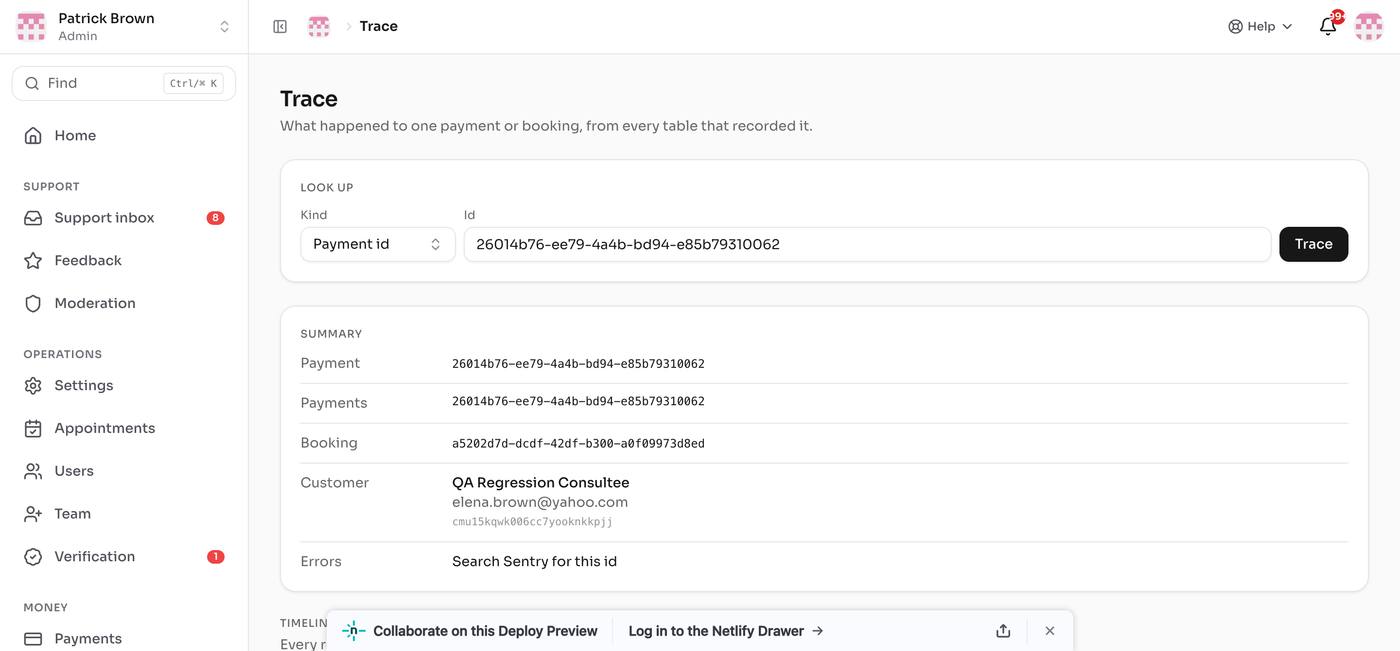 Patrick Brown
Admin
Trace
Help
99+
Find
Ctrl/⌘ K
Home
SUPPORT
Support inbox
8
Feedback
Moderation
OPERATIONS
Settings
Appointments
Users
Team
Verification
1
MONEY
Payments
Trace
What happened to one payment or booking, from every table that recorded it.
LOOK UP
Kind
Id
Payment id
26014b76-ee79-4a4b-bd94-e85b79310062
Trace
SUMMARY
Payment
26014b76-ee79-4a4b-bd94-e85b79310062
Payments
26014b76-ee79-4a4b-bd94-e85b79310062
Booking
a5202d7d-dcdf-42df-b300-a0f09973d8ed
Customer
QA Regression Consultee
elena.brown@yahoo.com
cmu15kqwk006cc7yooknkkpjj
Errors
Search Sentry for this id
TIMELIN
Every r
Collaborate on this Deploy Preview
Log in to the Netlify Drawer →